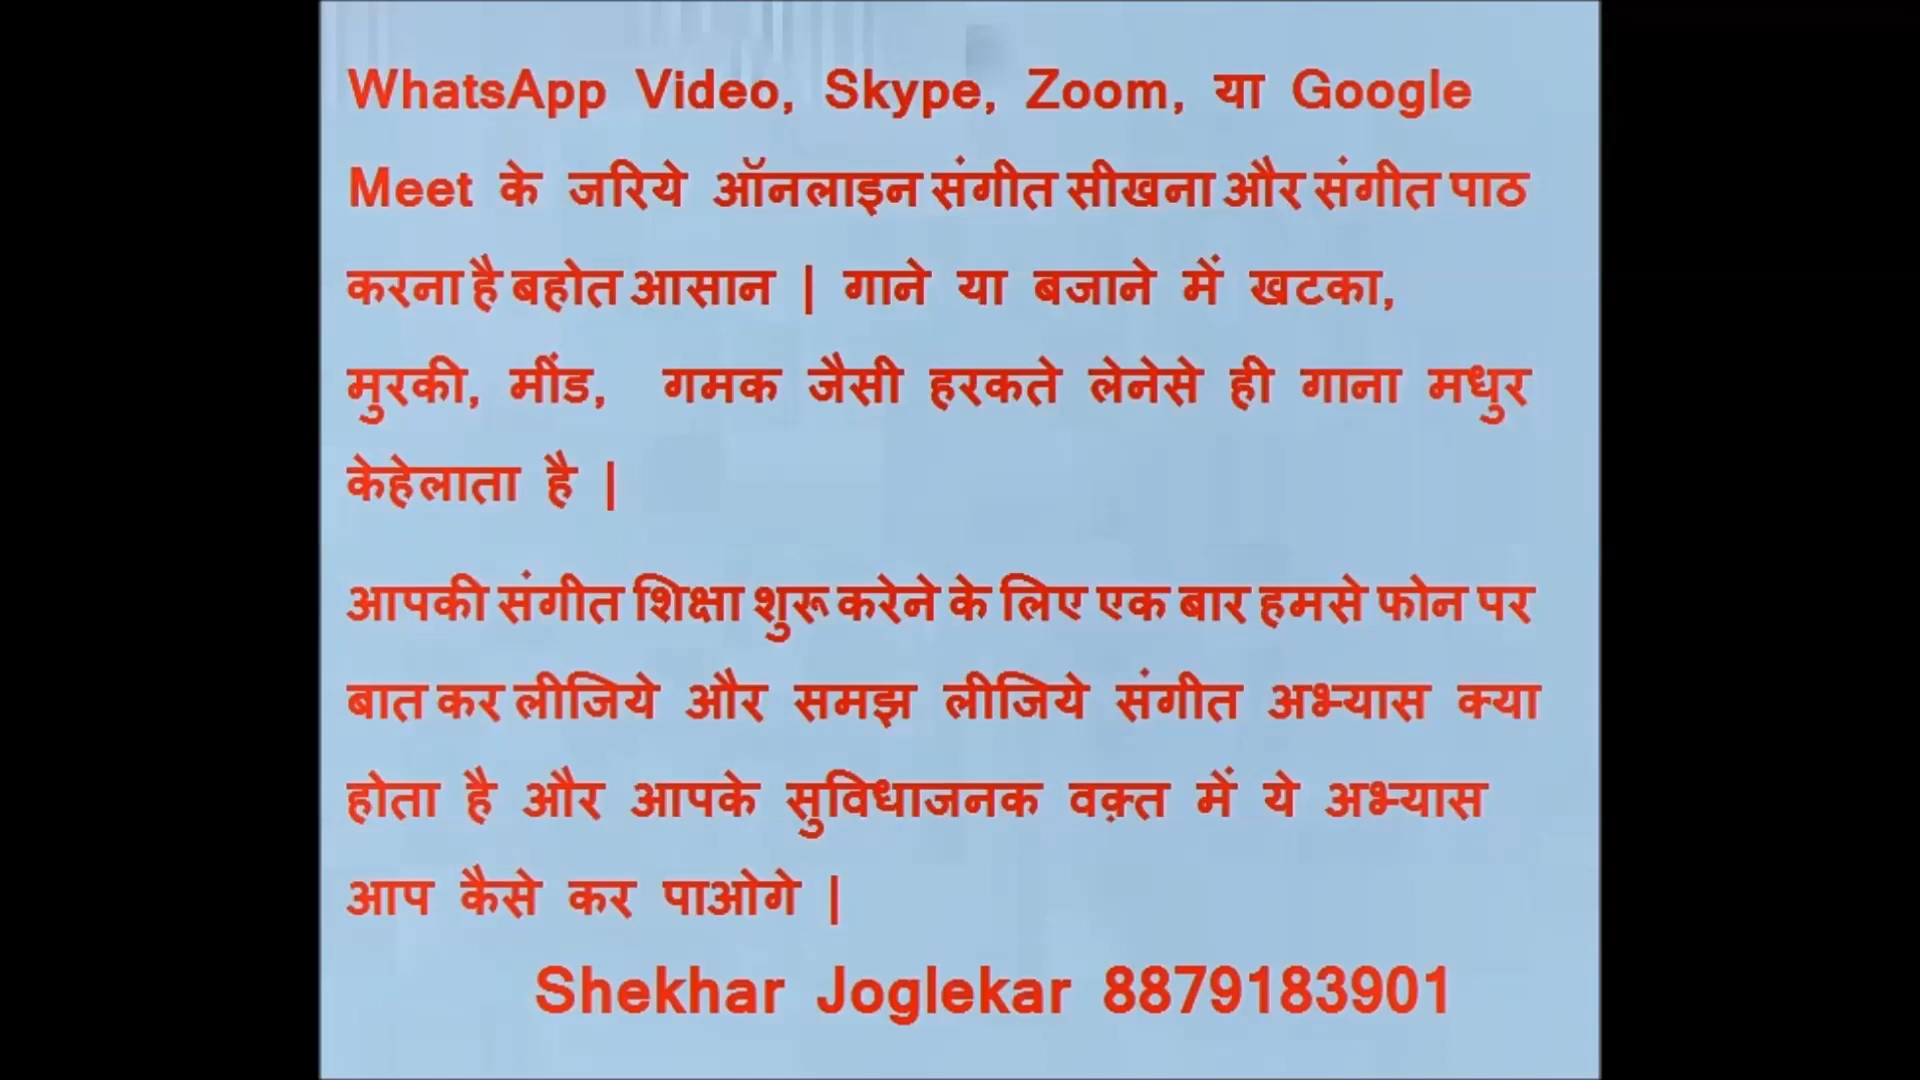 WhatsApp Video, Skype, Zoom, या Google
Meet के जरिये ऑनलाइन संगीत सीखना और संगीत पाठ
करना है बहोत आसान | गाने या बजाने में खटका,
मुरकी, मींड, गमक जैसी हरकते लेनेसे ही गाना मधुर
केहेलाता है |
आपकी संगीत शिक्षा शुरू करेने के लिए एक बार हमसे फोन पर
बात कर लीजिये और समझ लीजिये संगीत अभ्यास क्या
होता है और आपके सुविधाजनक वक़्त में ये अभ्यास
आप कैसे कर पाओगे |
Shekhar Joglekar 8879183901